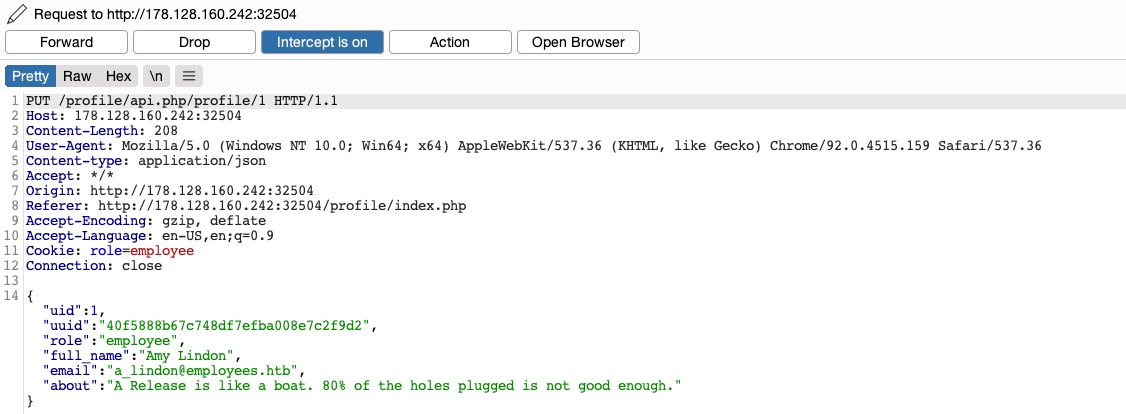 Request to http://178.128.160.242:32504
Forward Drop Intercept is on Action Open Browser
Pretty Raw Hex \n
1 PUT /profile/api.php/profile/1 HTTP/1.1
2 Host: 178.128.160.242:32504
3 Content-Length: 208
4 User-Agent: Mozilla/5.0 (Windows NT 10.0; Win64; x64) AppleWebKit/537.36 (KHTML, like Gecko) Chrome/92.0.4515.159 Safari/537.36
5 Content-type: application/json
6 Accept: */*
7 Origin: http://178.128.160.242:32504
8 Referer: http://178.128.160.242:32504/profile/index.php
9 Accept-Encoding: gzip, deflate
10 Accept-Language: en-US,en;q=0.9
11 Cookie: role=employee
12 Connection: close
13
14 {
"uid":1,
"uuid":"40f5888b67c748df7efba008e7c2f9d2",
"role":"employee",
"full_name":"Amy Lindon",
"email":"a_lindon@employees.htb",
"about":"A Release is like a boat. 80% of the holes plugged is not good enough."
}